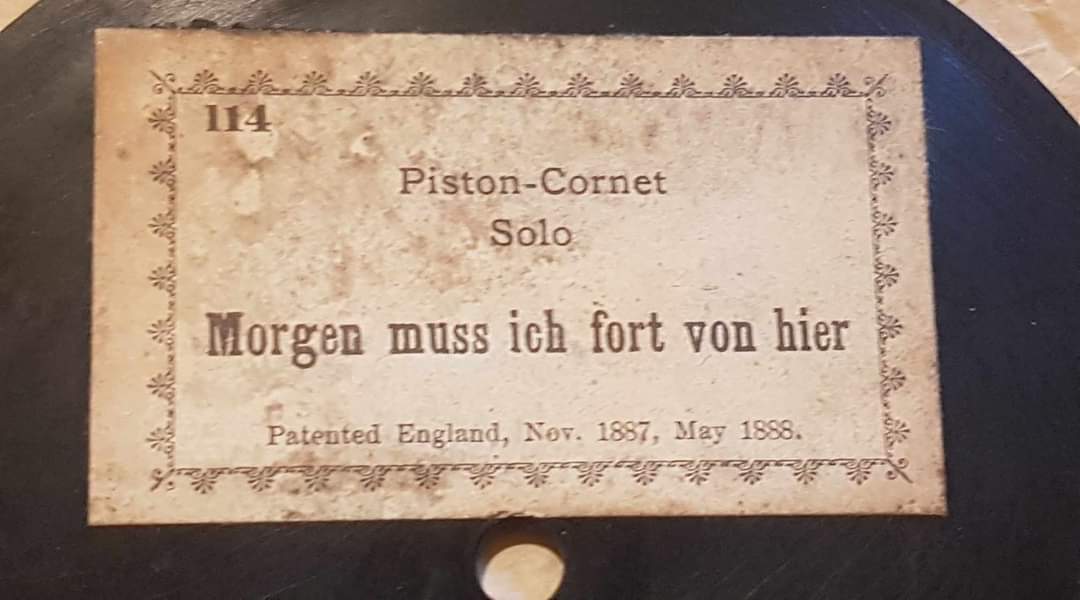 114
Piston-Cornet
Solo
Morgen muss ich fort von hier
Patented England, Nov. 1887, May 1888.